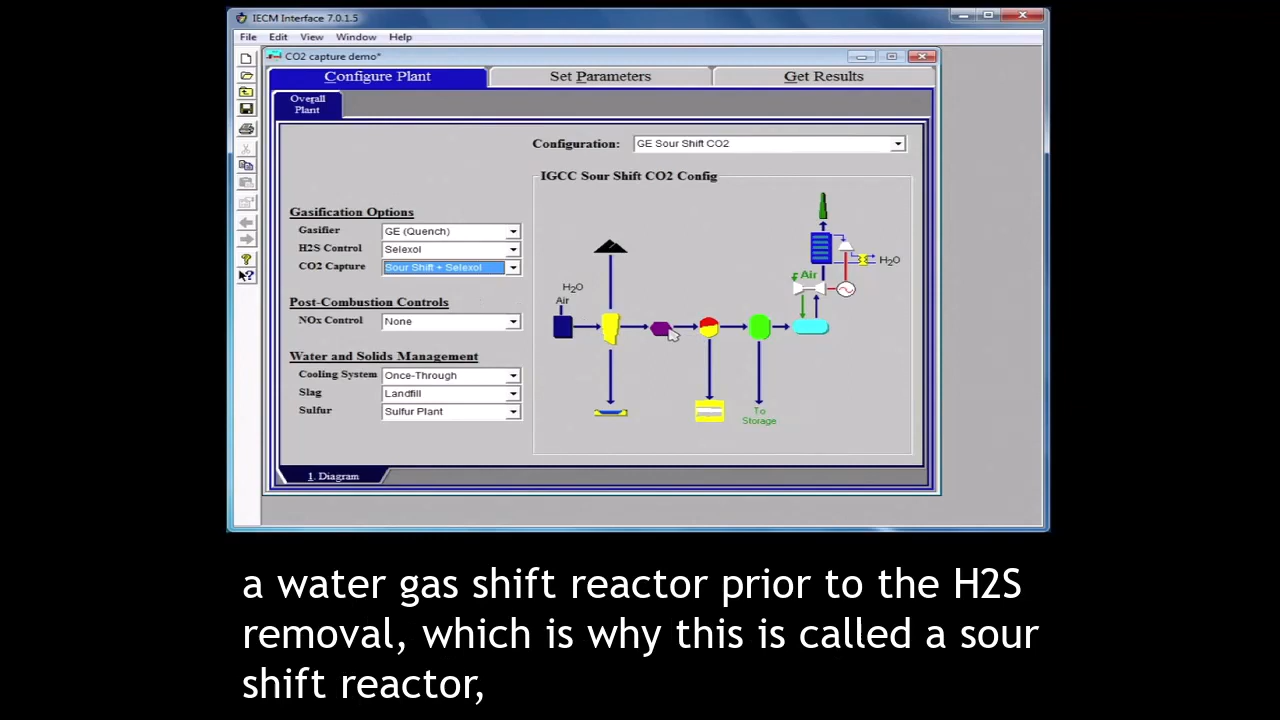 IECM Interface 7.0.1.5
File Edit View Window Help
CO2 capture demo*
Configure Plant Set Parameters Get Results
Overall
Plant
Configuration: GE Sour Shift CO2
IGCC Sour Shift CO2 Config
Gasification Options
Gasifier GE (Quench)
H2S Control Selexol
CO2 Capture Sour Shift + Selexol
Post-Combustion Controls
NOx Control None
Water and Solids Management
Cooling System Once-Through
Slag Landfill
Sulfur Sulfur Plant
H2O
Air
Air
H2O
To
Storage
1. Diagram
a water gas shift reactor prior to the H2S
removal, which is why this is called a sour
shift reactor,